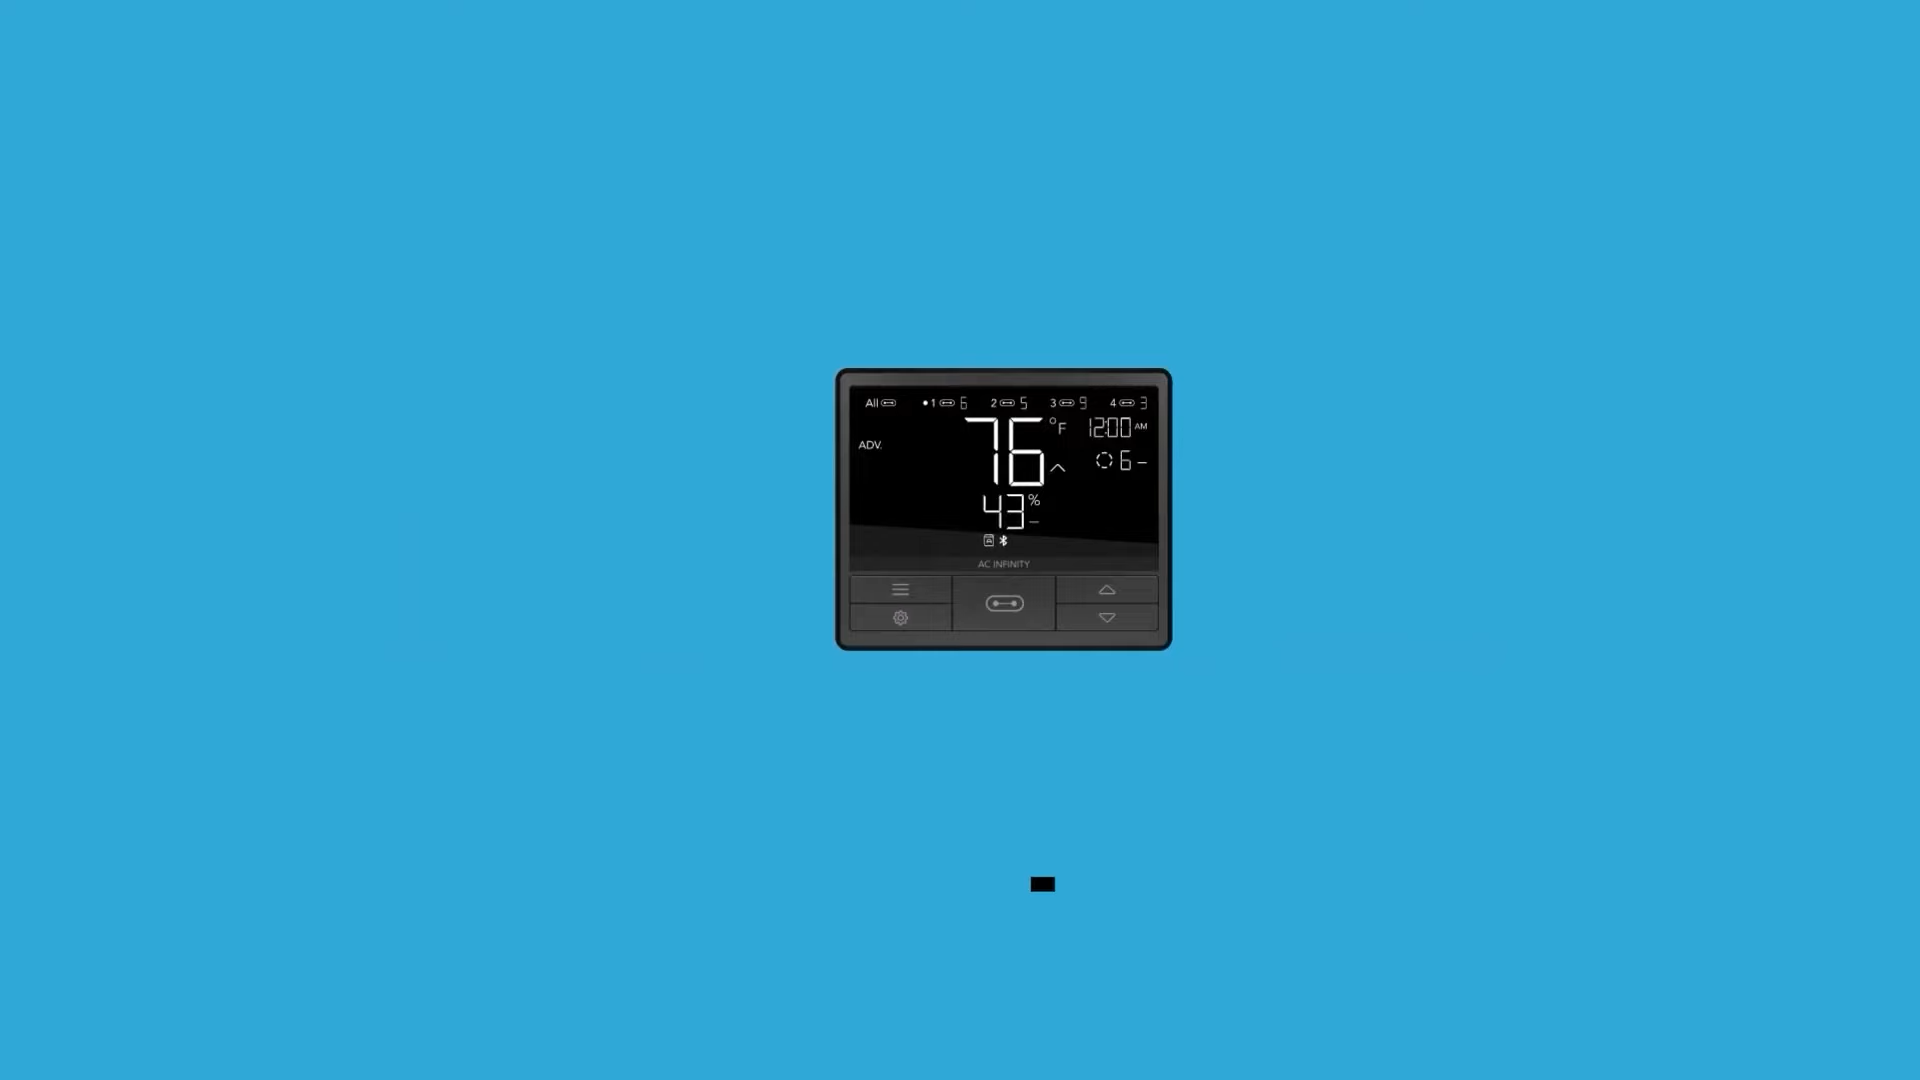 All 1 6 2 5 3 9 4 3
76 °F 12:00 AM
ADV.
6 –
43 %
AC INFINITY